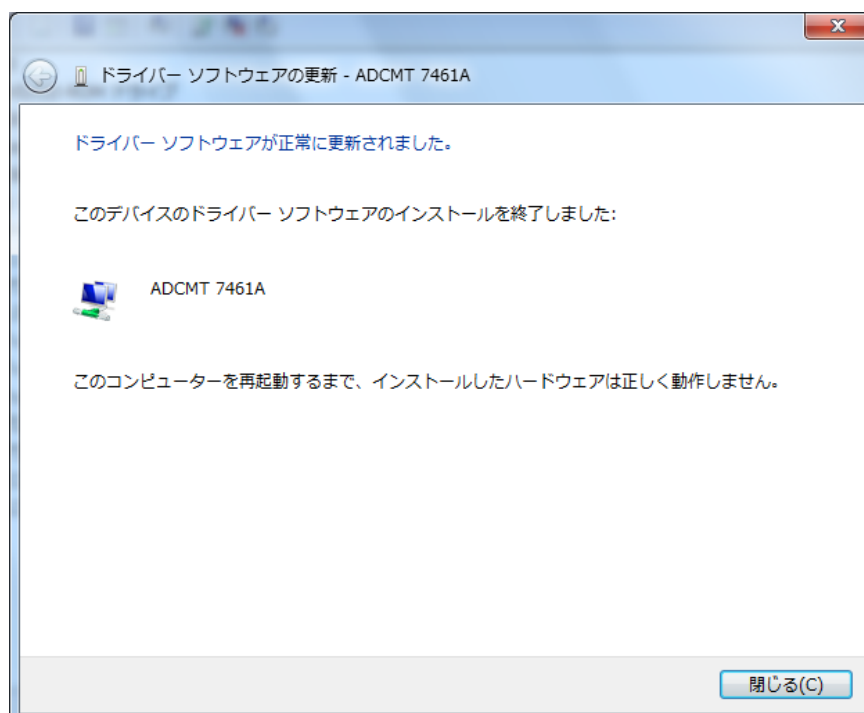 ドライバー ソフトウェアの更新 - ADCMT 7461A
ドライバー ソフトウェアが正常に更新されました。
このデバイスのドライバー ソフトウェアのインストールを終了しました:
ADCMT 7461A
このコンピューターを再起動するまで、インストールしたハードウェアは正しく動作しません。
閉じる(C)